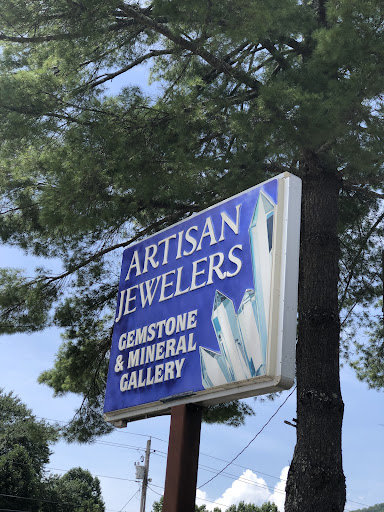 ARTISAN
JEWELERS
GEMSTONE
& MINERAL
GALLERY